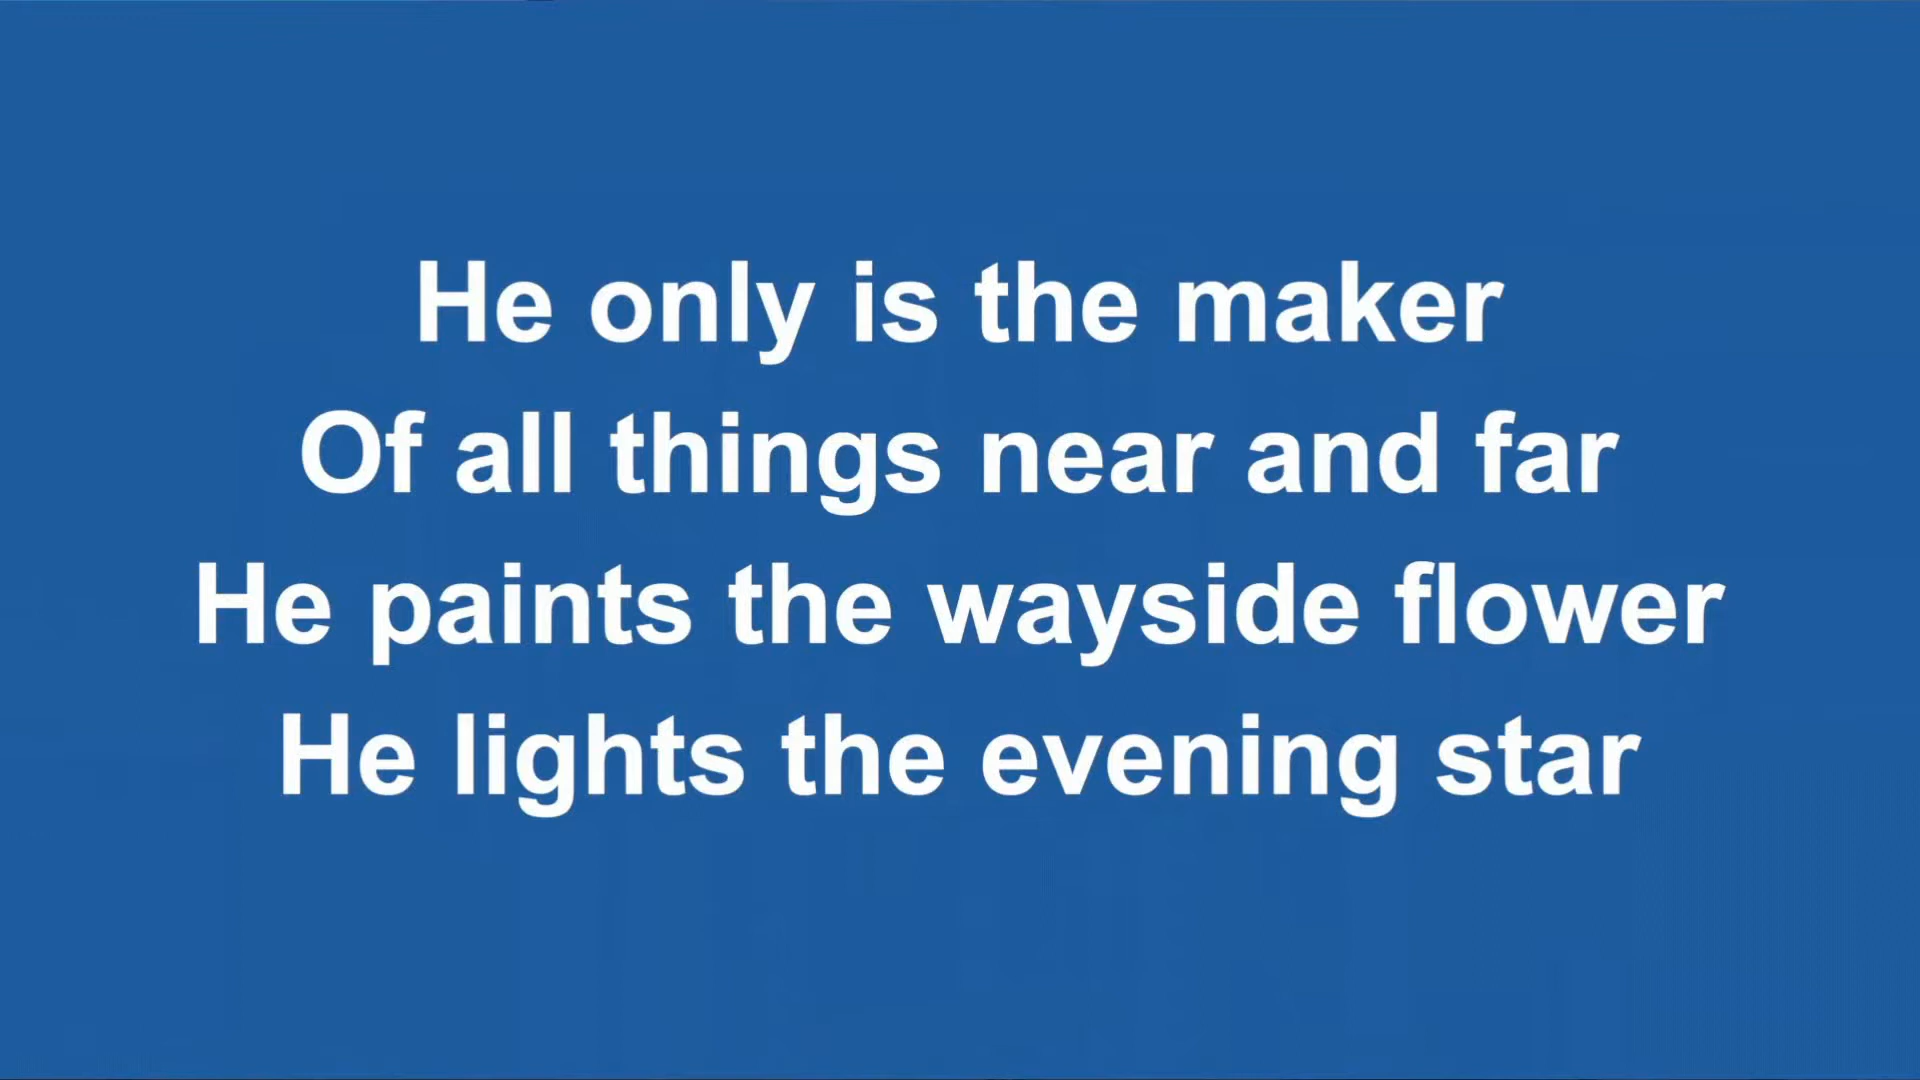 He only is the maker
Of all things near and far
He paints the wayside flower
He lights the evening star